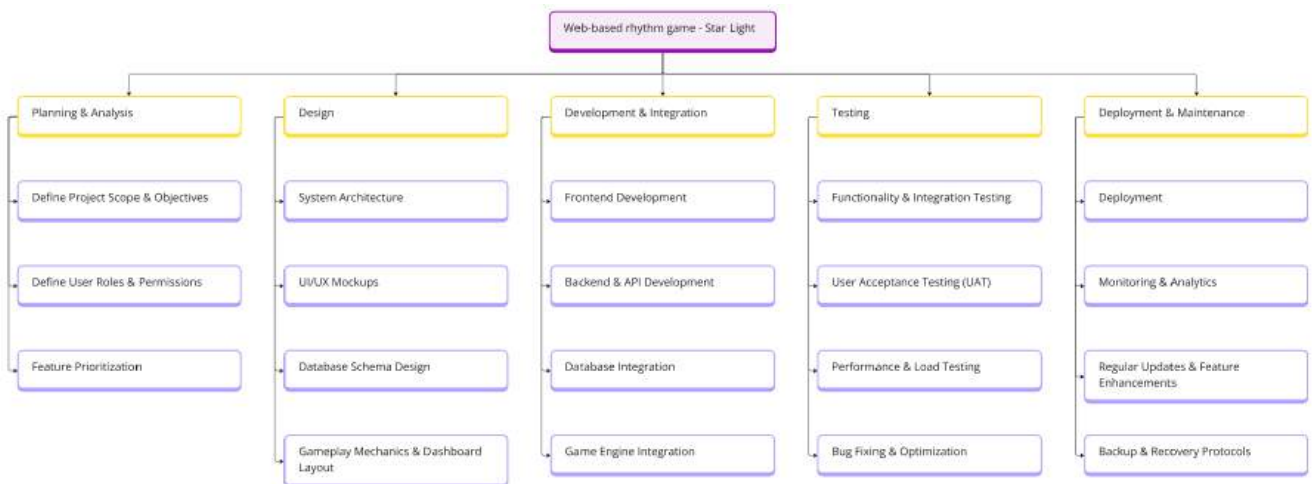 Web-based rhythm game - Star Light
Planning & Analysis
Design
Development & Integration
Testing
Deployment & Maintenance
Define Project Scope & Objectives
System Architecture
Frontend Development
Functionality & Integration Testing
Deployment
Define User Roles & Permissions
UI/UX Mockups
Backend & API Development
User Acceptance Testing (UAT)
Monitoring & Analytics
Feature Prioritization
Database Schema Design
Database Integration
Performance & Load Testing
Regular Updates & Feature
Enhancements
Gameplay Mechanics & Dashboard
Layout
Game Engine Integration
Bug Fixing & Optimization
Backup & Recovery Protocols